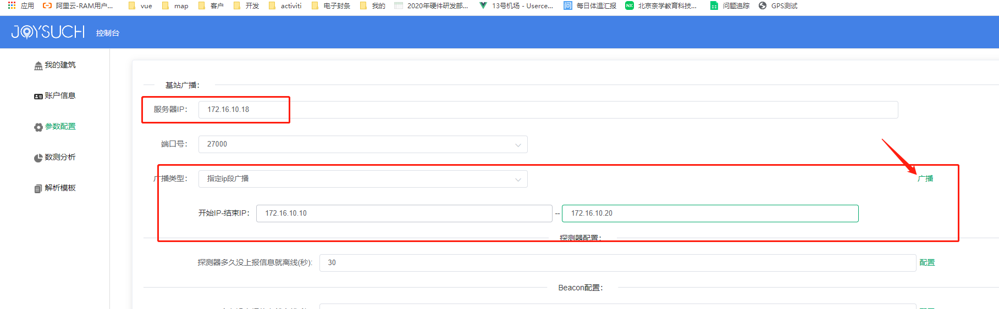 应用 阿里云-RAM用户... vue map 客户 开发 activiti 电子封条 我的 2020年硬件研发部... 13号机场 - Userce... 每日体温汇报 北京亲学教育科技... 问题追踪 GPS测试
JOYSUCH 控制台
我的建筑
账户信息
参数配置
数测分析
解析模板
基站广播：
服务器IP： 172.16.10.18
端口号： 27000
广播类型： 指定ip段广播 广播
开始IP-结束IP： 172.16.10.10 -- 172.16.10.20
探测器配置：
探测器多久没上报信息就离线(秒): 30 配置
Beacon配置：